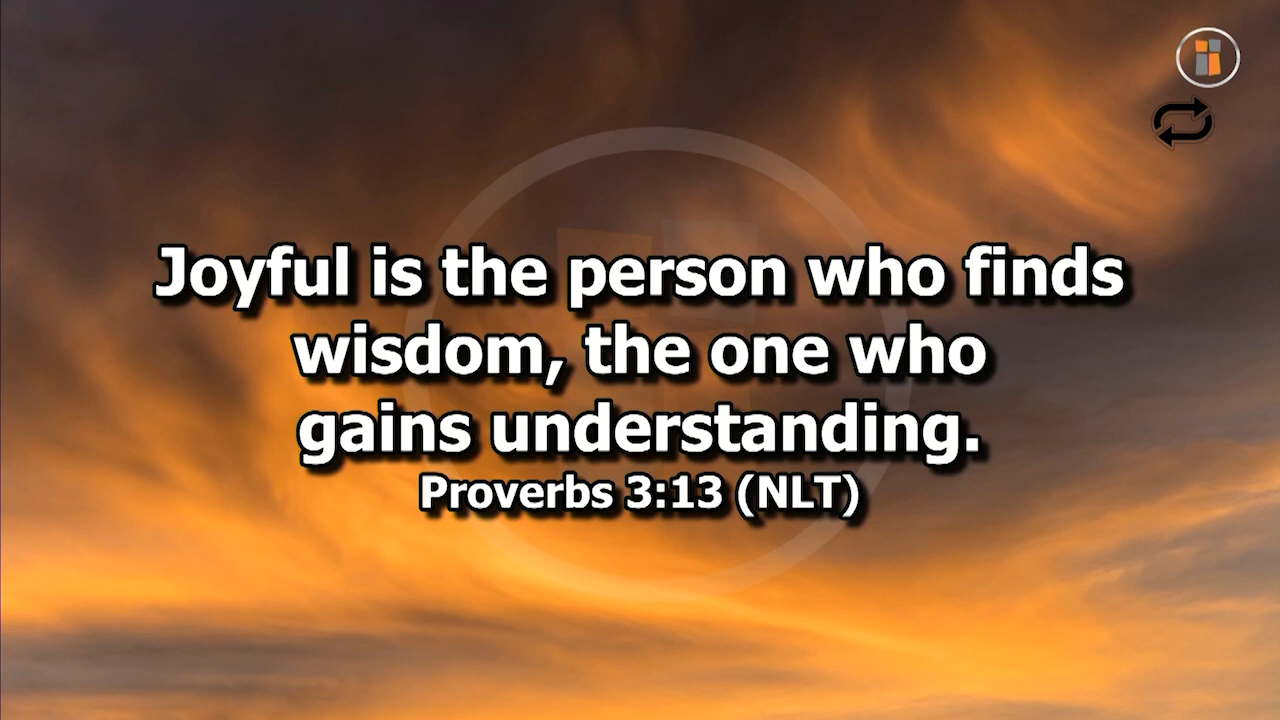 Joyful is the person who finds
wisdom, the one who
gains understanding.
Proverbs 3:13 (NLT)